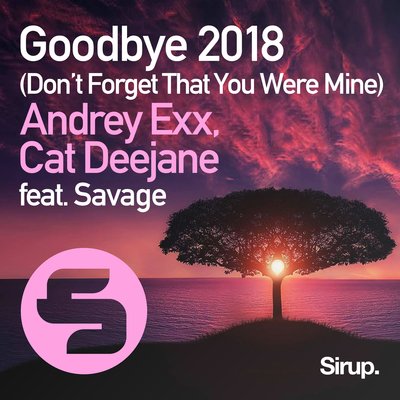 Goodbye 2018
(Don't Forget That You Were Mine)
Andrey Exx,
Cat Deejane
feat. Savage
Sirup.